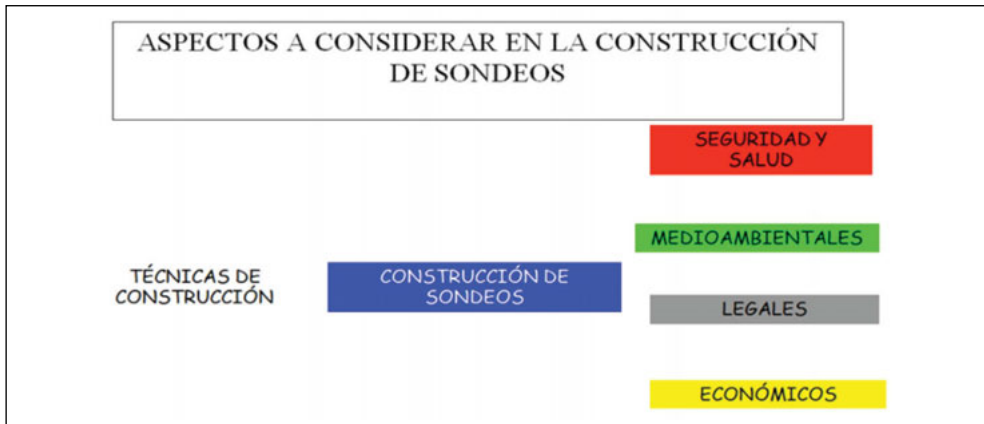 ASPECTOS A CONSIDERAR EN LA CONSTRUCCIÓN
DE SONDEOS
SEGURIDAD Y
SALUD
MEDIOAMBIENTALES
TÉCNICAS DE
CONSTRUCCIÓN
CONSTRUCCIÓN DE
SONDEOS
LEGALES
ECONÓMICOS